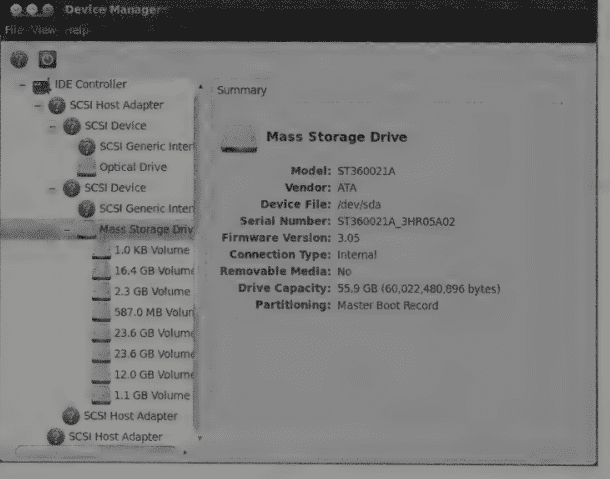 Device Manager
File View Help
IDE Controller
SCSI Host Adapter
SCSI Device
SCSI Generic Inter
Optical Drive
SCSI Device
SCSI Generic Inter
Mass Storage Driv
1.0 KB Volume
16.4 GB Volume
2.3 GB Volume
587.0 MB Volu
23.6 GB Volume
23.6 GB Volume
12.0 GB Volume
1.1 GB Volume
SCSI Host Adapter
SCSI Host Adapter
Summary
Mass Storage Drive
Model: ST360021A
Vendor: ATA
Device File: /dev/sda
Serial Number: ST360021A_3HR05A02
Firmware Version: 3.05
Connection Type: Internal
Removable Media: No
Drive Capacity: 55.9 GB (60,022,480,896 bytes)
Partitioning: Master Boot Record